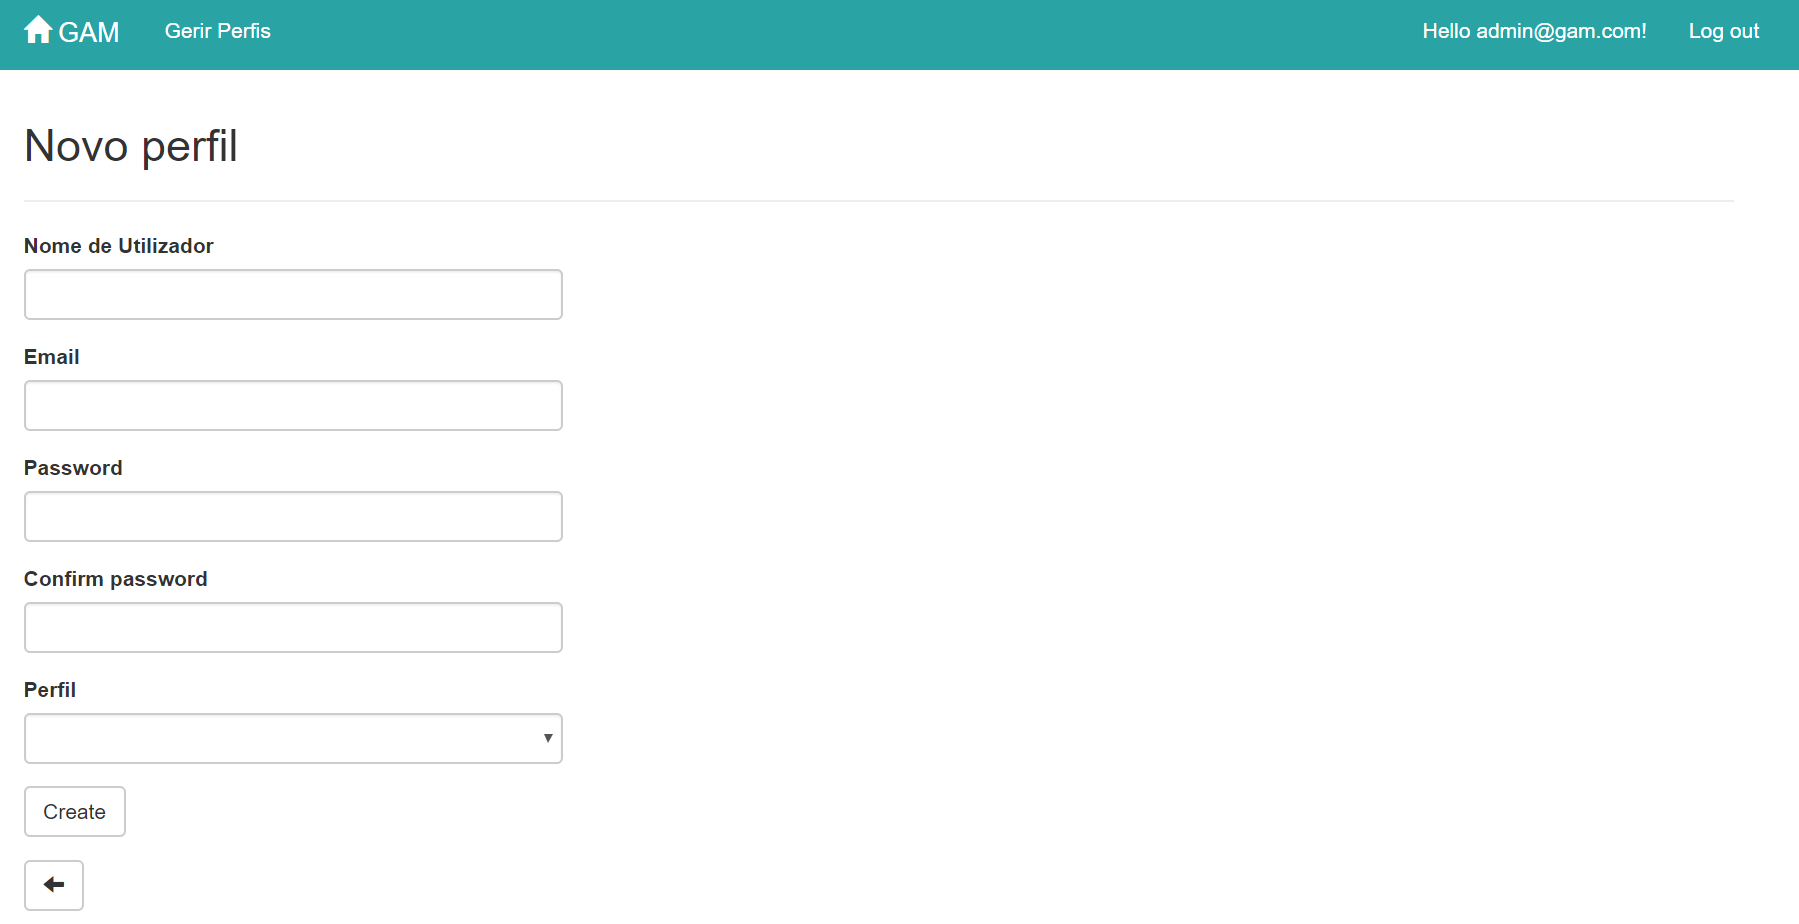 GAM Gerir Perfis Hello admin@gam.com! Log out
Novo perfil
Nome de Utilizador
Email
Password
Confirm password
Perfil
Create